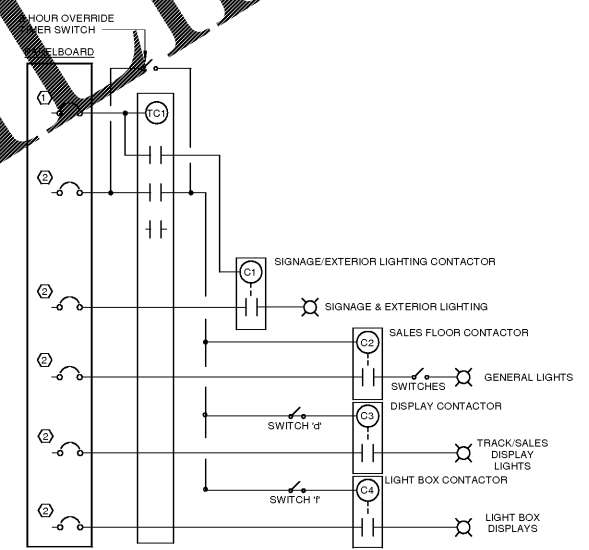 HOUR OVERRIDE
TIMER SWITCH
PANELBOARD
1
TC1
2
C1
SIGNAGE/EXTERIOR LIGHTING CONTACTOR
2
SIGNAGE & EXTERIOR LIGHTING
C2
SALES FLOOR CONTACTOR
2
SWITCHES
GENERAL LIGHTS
C3
DISPLAY CONTACTOR
SWITCH 'd'
2
TRACK/SALES
DISPLAY
LIGHTS
C4
LIGHT BOX CONTACTOR
SWITCH 'f'
2
LIGHT BOX
DISPLAYS